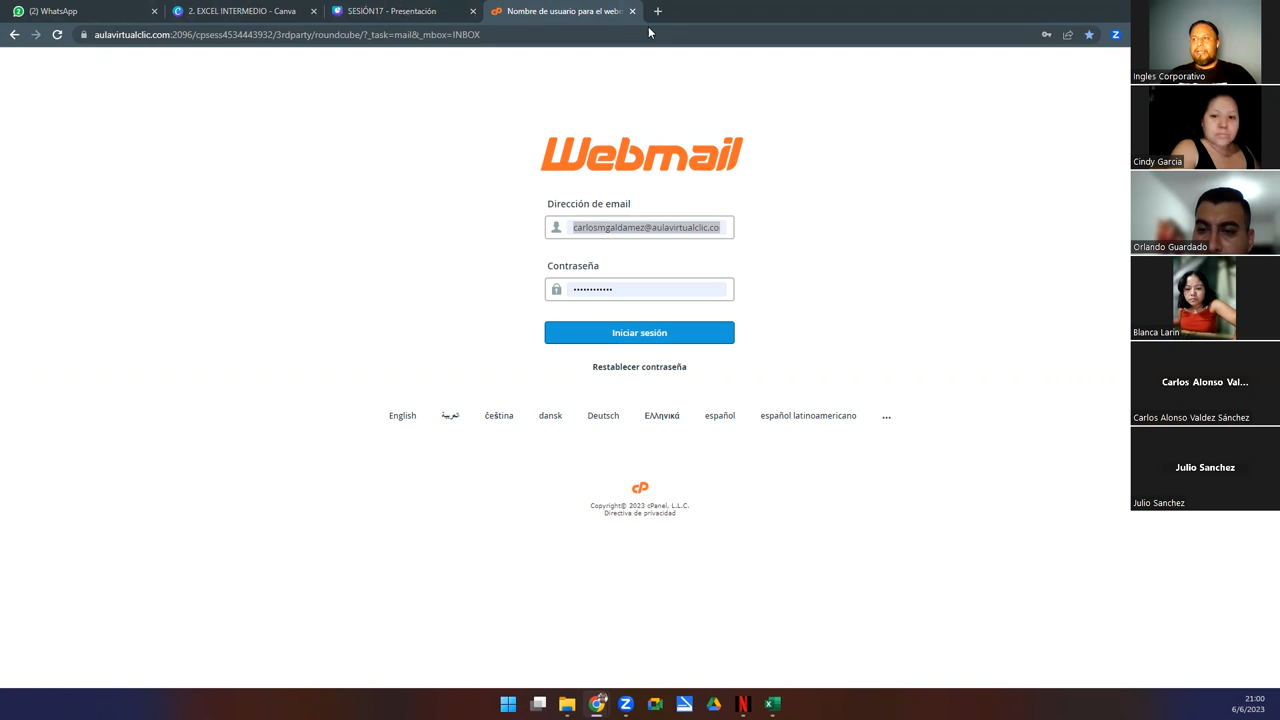 (2) WhatsApp
2. EXCEL INTERMEDIO - Canva
SESIÓN17 - Presentación
Nombre de usuario para el web
aulavirtualclic.com:2096/cpsess4534443932/3rdparty/roundcube/?_task=mail&_mbox=INBOX
Ingles Corporativo
Cindy Garcia
Orlando Guardado
Blanca Larin
Carlos Alonso Val...
Carlos Alonso Valdez Sánchez
Julio Sanchez
Julio Sanchez
Webmail
Dirección de email
carlosmgaldamez@aulavirtualclic.co
Contraseña
••••••••••••
Iniciar sesión
Restablecer contraseña
English العربية čeština dansk Deutsch Ελληνικά español español latinoamericano ...
cP
Copyright© 2023 cPanel, L.L.C.
Directiva de privacidad
21:00
6/6/2023